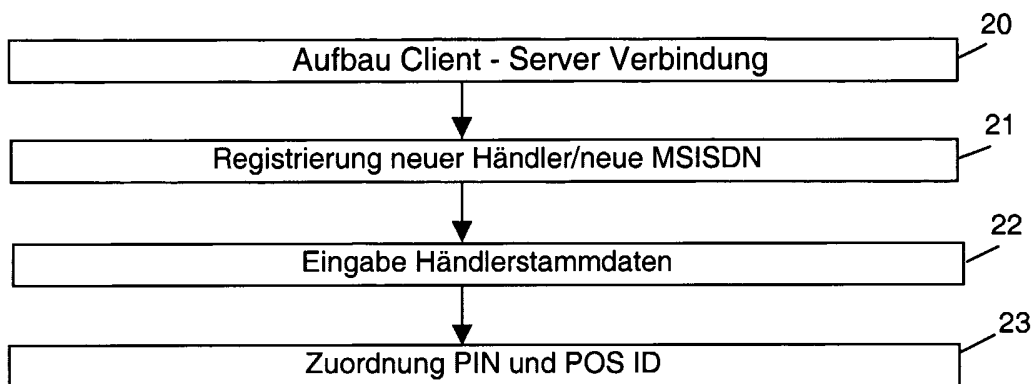 20
Aufbau Client - Server Verbindung
21
Registrierung neuer Händler/neue MSISDN
22
Eingabe Händlerstammdaten
23
Zuordnung PIN und POS ID